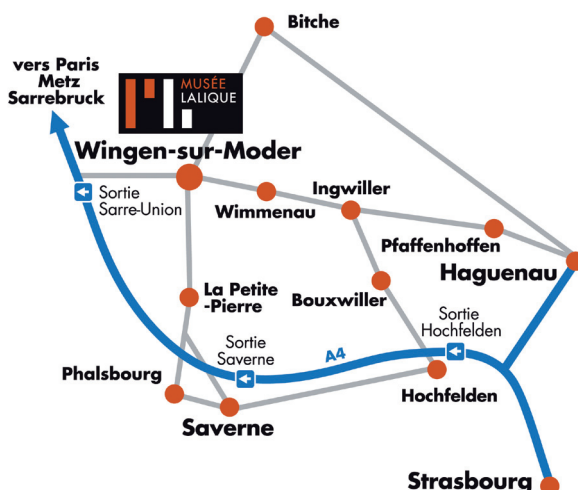 Bitche
vers Paris
Metz
Sarrebruck
MUSÉE
LALIQUE
Wingen-sur-Moder
Sortie
Sarre-Union
Wimmenau
Ingwiller
Pfaffenhoffen
Haguenau
La Petite
-Pierre
Bouxwiller
Sortie
Hochfelden
Sortie
Saverne
A4
Phalsbourg
Hochfelden
Saverne
Strasbourg